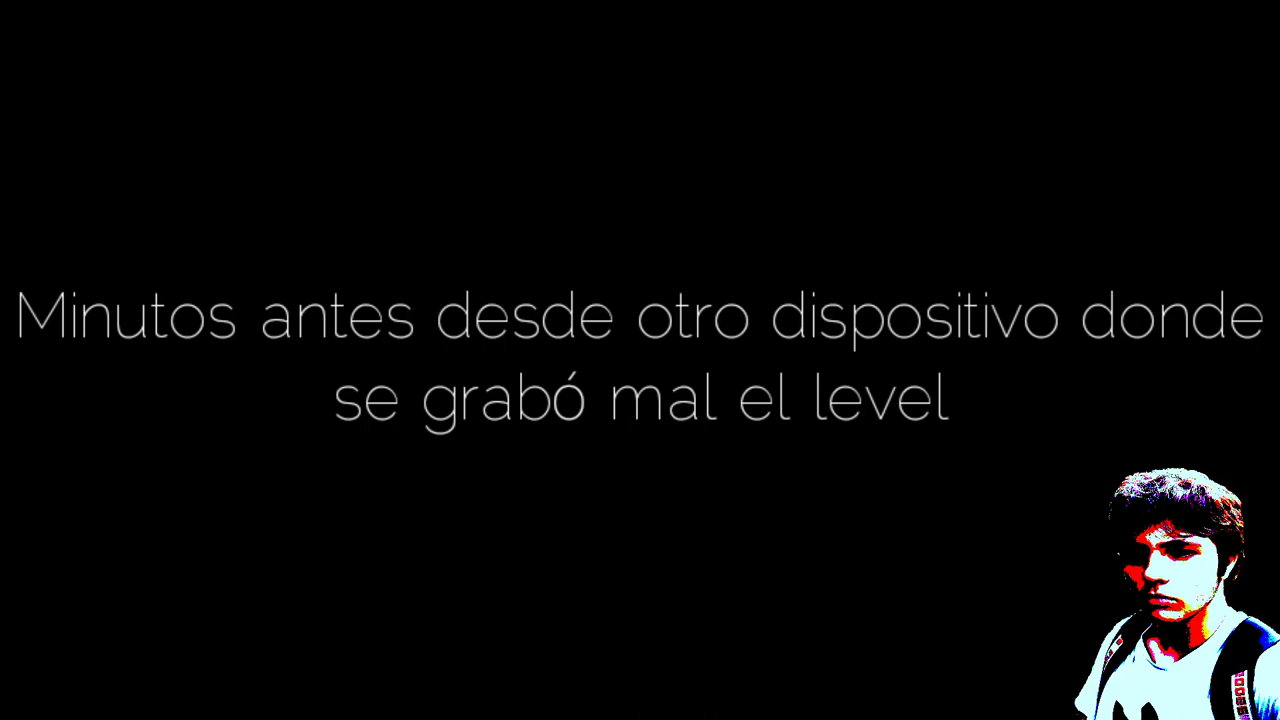 Minutos antes desde otro dispositivo donde
se grabó mal el level